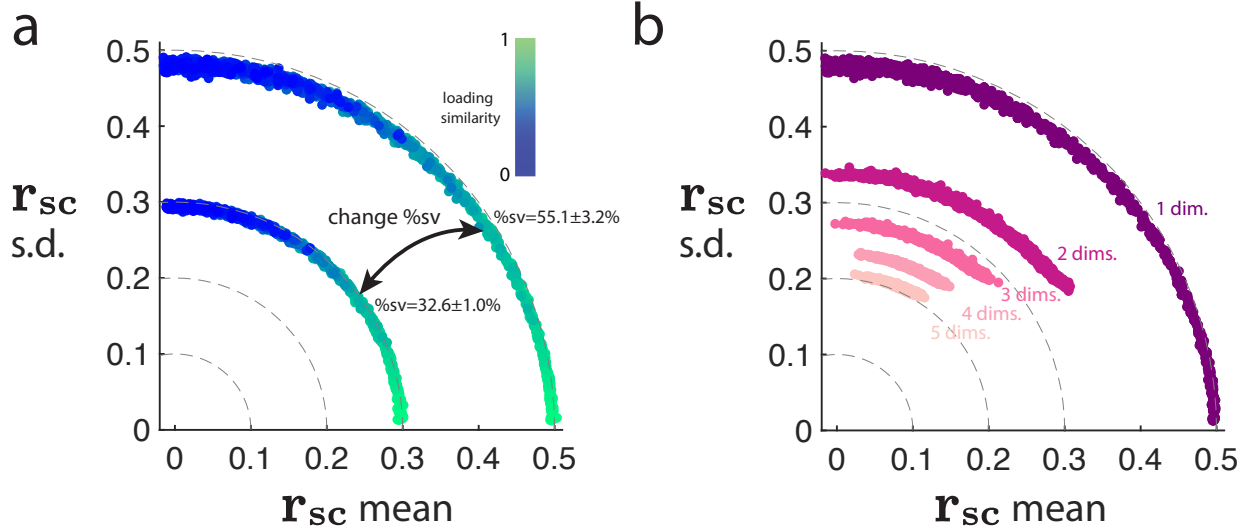 a
0.5
0.4
0.3
0.2
0.1
0
r_sc
s.d.
1
loading
similarity
0
change %sv
%sv=55.1±3.2%
%sv=32.6±1.0%
0
0.1
0.2
0.3
0.4
0.5
r_sc mean
b
0.5
0.4
0.3
0.2
0.1
0
r_sc
s.d.
1 dim.
2 dims.
3 dims.
4 dims.
5 dims.
0
0.1
0.2
0.3
0.4
0.5
r_sc mean